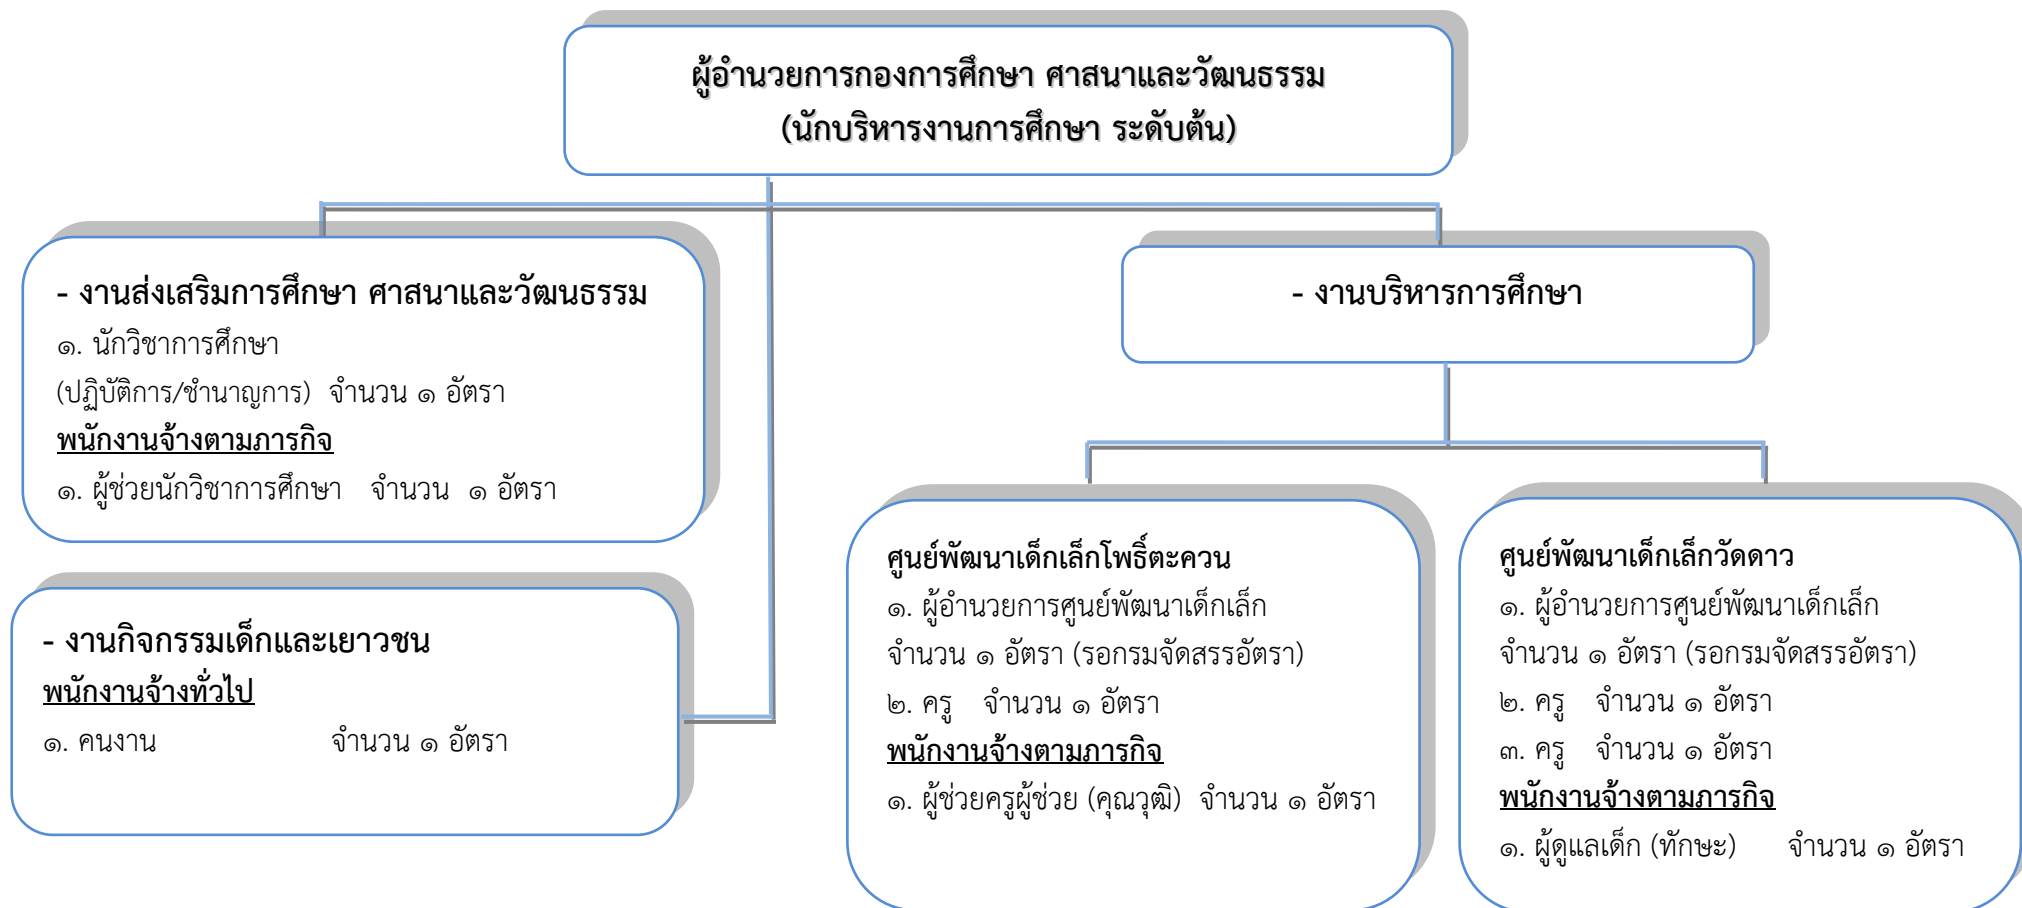 ผู้อำนวยการกองการศึกษา ศาสนาและวัฒนธรรม
(นักบริหารงานการศึกษา ระดับต้น)
- งานส่งเสริมการศึกษา ศาสนาและวัฒนธรรม
๑. นักวิชาการศึกษา
(ปฏิบัติการ/ชำนาญการ) จำนวน ๑ อัตรา
พนักงานจ้างตามภารกิจ
๑. ผู้ช่วยนักวิชาการศึกษา จำนวน ๑ อัตรา
- งานบริหารการศึกษา
- งานกิจกรรมเด็กและเยาวชน
พนักงานจ้างทั่วไป
๑. คนงาน จำนวน ๑ อัตรา
ศูนย์พัฒนาเด็กเล็กโพธิ์ตะควน
๑. ผู้อำนวยการศูนย์พัฒนาเด็กเล็ก
จำนวน ๑ อัตรา (รอกรมจัดสรรอัตรา)
๒. ครู จำนวน ๑ อัตรา
พนักงานจ้างตามภารกิจ
๑. ผู้ช่วยครูผู้ช่วย (คุณวุฒิ) จำนวน ๑ อัตรา
ศูนย์พัฒนาเด็กเล็กวัดดาว
๑. ผู้อำนวยการศูนย์พัฒนาเด็กเล็ก
จำนวน ๑ อัตรา (รอกรมจัดสรรอัตรา)
๒. ครู จำนวน ๑ อัตรา
๓. ครู จำนวน ๑ อัตรา
พนักงานจ้างตามภารกิจ
๑. ผู้ดูแลเด็ก (ทักษะ) จำนวน ๑ อัตรา